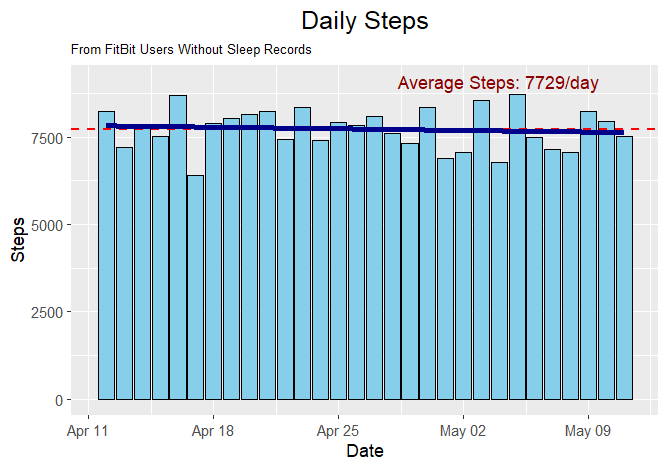 Daily Steps
From FitBit Users Without Sleep Records
Average Steps: 7729/day
7500
5000
2500
0
Steps
Apr 11 Apr 18 Apr 25 May 02 May 09
Date